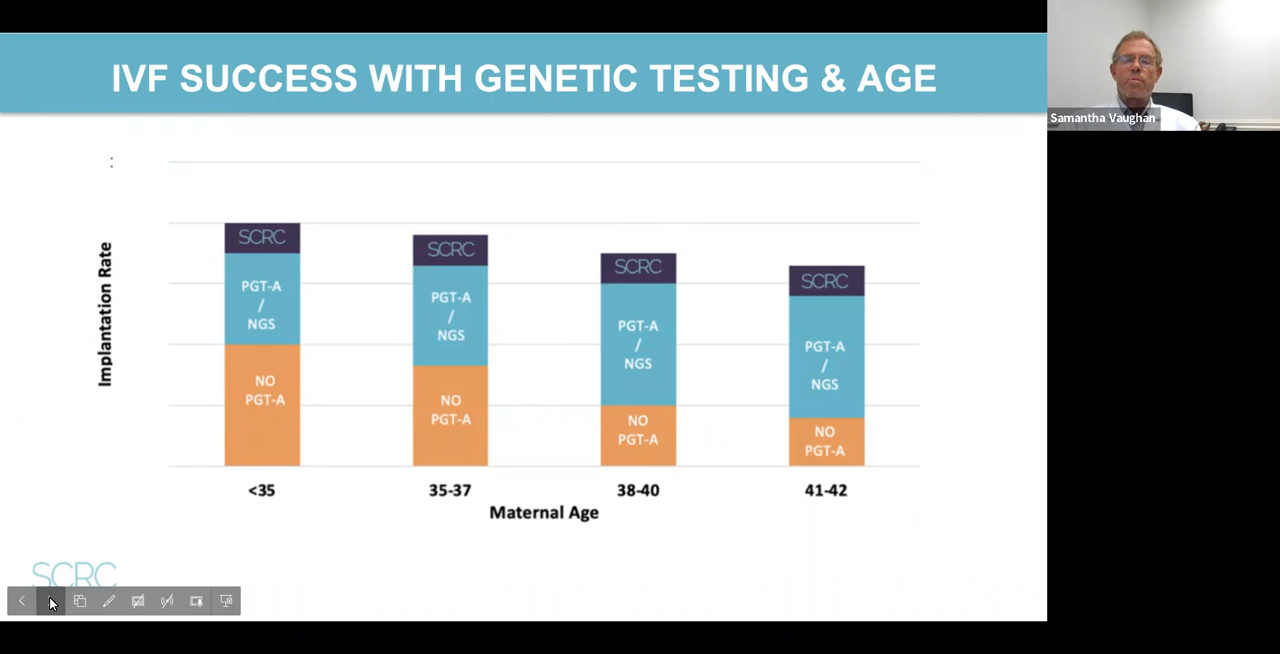 IVF SUCCESS WITH GENETIC TESTING & AGE
Samantha Vaughan
:
Implantation Rate
SCRC
PGT-A
/
NGS
NO
PGT-A
SCRC
PGT-A
/
NGS
NO
PGT-A
SCRC
PGT-A
/
NGS
NO
PGT-A
SCRC
PGT-A
/
NGS
NO
PGT-A
<35
35-37
38-40
41-42
Maternal Age
SCRC